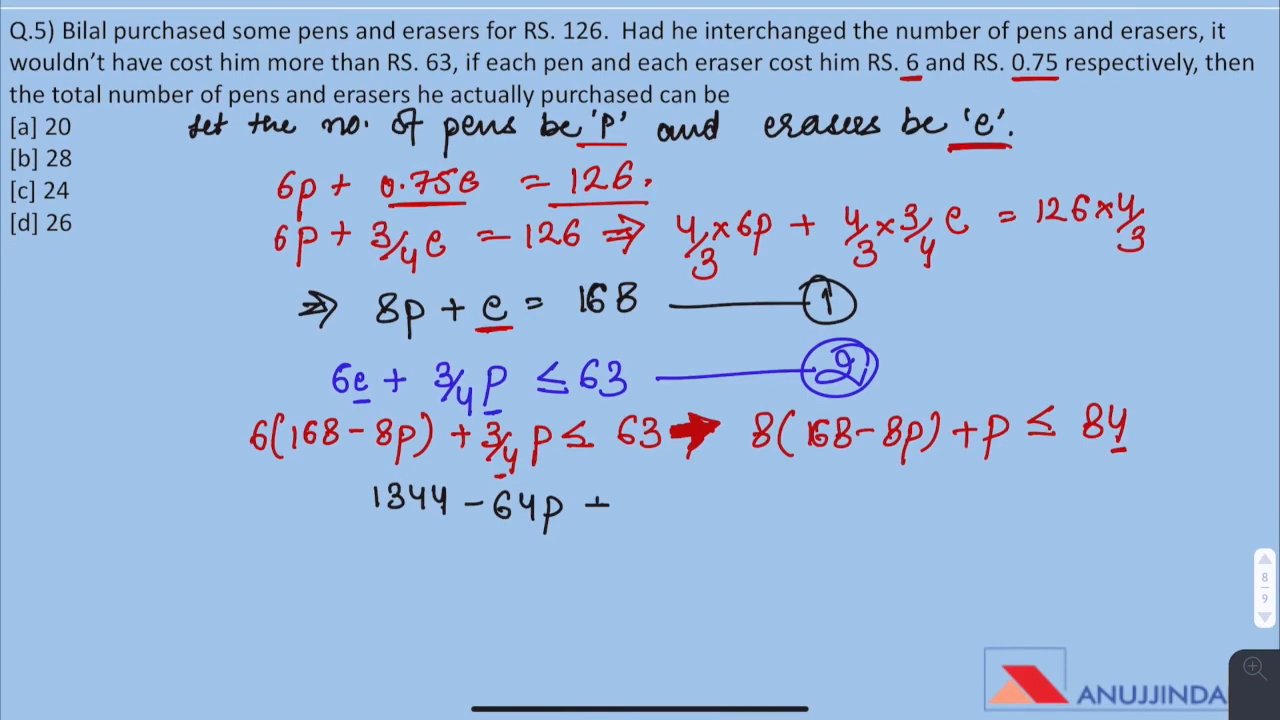 Q.5) Bilal purchased some pens and erasers for RS. 126. Had he interchanged the number of pens and erasers, it
wouldn't have cost him more than RS. 63, if each pen and each eraser cost him RS. 6 and RS. 0.75 respectively, then
the total number of pens and erasers he actually purchased can be
[a] 20
let the no. of pens be 'P' and erasers be 'e'.
[b] 28
[c] 24
6p + 0.75e = 126.
[d] 26
6p + 3/4 e = 126 ⇒ 4/3 × 6p + 4/3 × 3/4 e = 126 × 4/3
⇒ 8p + e = 168 ——— 1
6e + 3/4 P ≤ 63 ——— 2
6(168 - 8p) + 3/4 p ≤ 63 → 8(168 - 8p) + p ≤ 84
1344 - 64p +
8
9
ANUJJINDA